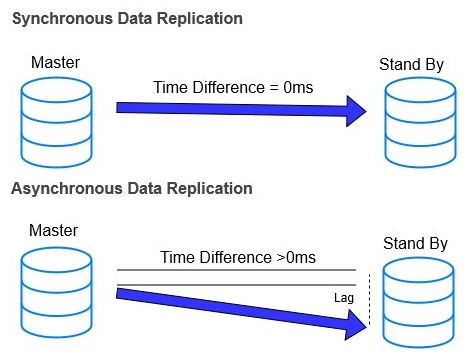 Synchronous Data Replication
Master
Stand By
Time Difference = 0ms
Asynchronous Data Replication
Master
Stand By
Time Difference >0ms
Lag